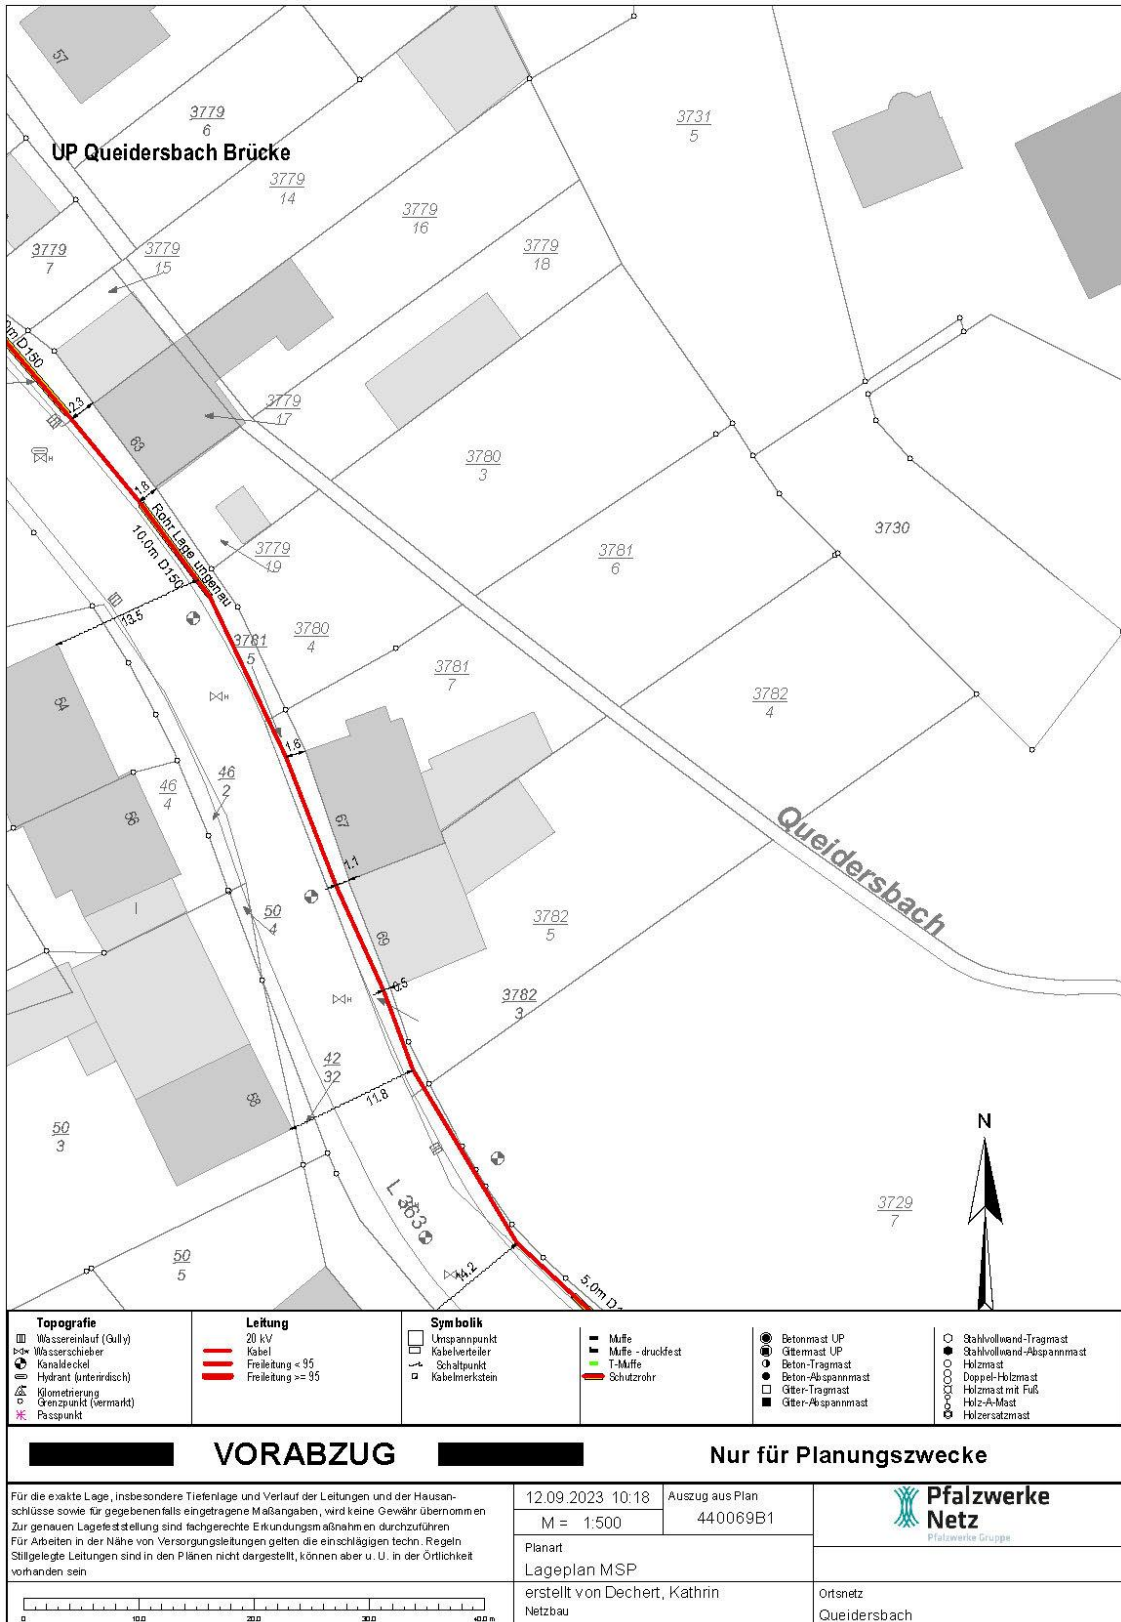 57
3779
6
UP Queidersbach Brücke
3731
5
3779
14
3779
16
3779
7
3779
15
3779
18
0m D150
2.3
63
3779
17
H
3780
3
1.8
Rohr Lage ungenau
10.0m D150
3730
3779
19
3781
6
13.5
3780
4
3781
5
3781
7
3782
4
64
H
1.6
46
4
46
2
66
67
Queidersbach
1.1
50
4
3782
5
69
H
0.5
3782
3
42
32
11.8
68
50
3
N
L 363
3729
7
50
5
14.2
5.0m D1
Topografie
Wassereinlauf (Gully)
Wasserschieber
Kanaldeckel
Hydrant (unterirdisch)
Kilometrierung
Grenzpunkt (vermarkt)
Passpunkt
Leitung
20 kV
Kabel
Freileitung < 95
Freileitung >= 95
Symbolik
Umspannpunkt
Kabelverteiler
Schaltpunkt
Kabelmerkstein
Muffe
Muffe - druckfest
T-Muffe
Schutzrohr
Betonmast UP
Gittermast UP
Beton-Tragmast
Beton-Abspannmast
Gitter-Tragmast
Gitter-Abspannmast
Stahlvollwand-Tragmast
Stahlvollwand-Abspannmast
Holzmast
Doppel-Holzmast
Holzmast mit Fuß
Holz-A-Mast
Holzersatzmast
VORABZUG
Nur für Planungszwecke
Für die exakte Lage, insbesondere Tiefenlage und Verlauf der Leitungen und der Hausan-
schlüsse sowie für gegebenenfalls eingetragene Maßangaben, wird keine Gewähr übernommen
Zur genauen Lagefeststellung sind fachgerechte Erkundungsmaßnahmen durchzuführen
Für Arbeiten in der Nähe von Versorgungsleitungen gelten die einschlägigen techn. Regeln
Stillgelegte Leitungen sind in den Plänen nicht dargestellt, können aber u. U. in der Örtlichkeit
vorhanden sein
0 10.0 20.0 30.0 40.0 m
12.09.2023 10:18
M = 1:500
Auszug aus Plan
440069B1
Planart
Lageplan MSP
erstellt von Dechert, Kathrin
Netzbau
Pfalzwerke
Netz
Pfalzwerke Gruppe
Ortsnetz
Queidersbach